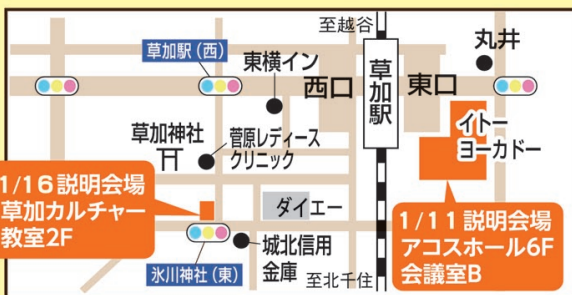 至越谷
草加駅(西)
丸井
東横イン
西口
草加駅
東口
イトー
ヨーカドー
草加神社
菅原レディース
クリニック
1/16説明会場
草加カルチャー
教室2F
ダイエー
1/11説明会場
アコスホール6F
会議室B
城北信用
金庫
氷川神社(東)
至北千住